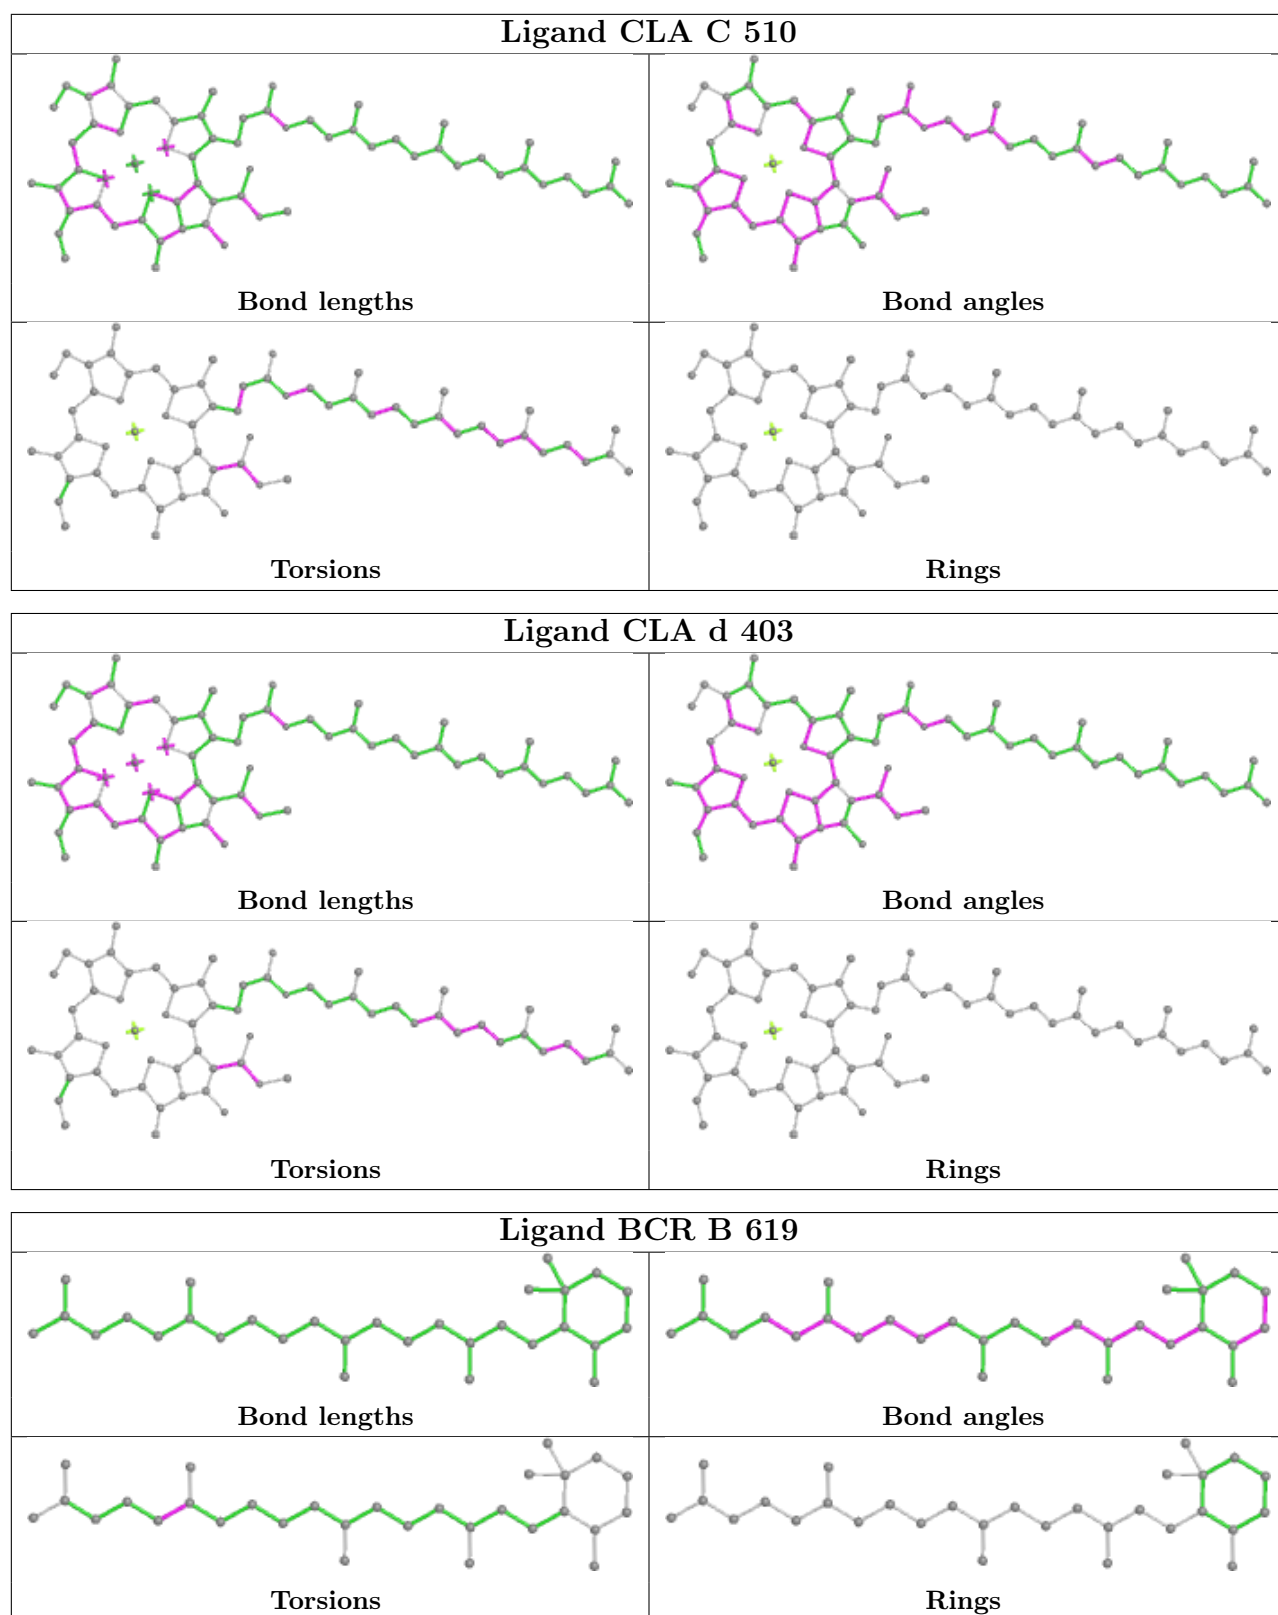 Ligand CLA C 510
Bond lengths
Bond angles
Torsions
Rings
Ligand CLA d 403
Bond lengths
Bond angles
Torsions
Rings
Ligand BCR B 619
Bond lengths
Bond angles
Torsions
Rings